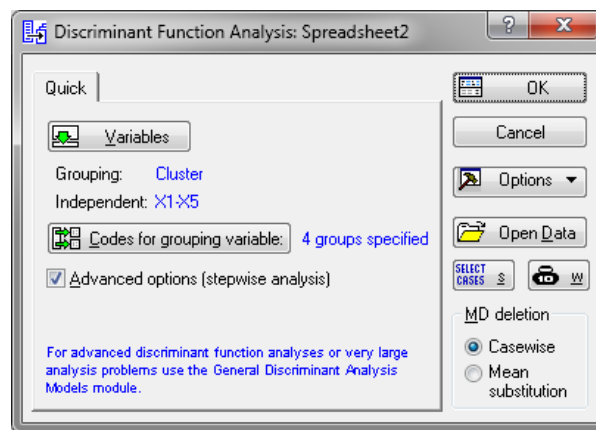 Discriminant Function Analysis: Spreadsheet2
?
X
Quick
Variables
Grouping: Cluster
Independent: X1-X5
Codes for grouping variable: 4 groups specified
Advanced options (stepwise analysis)
For advanced discriminant function analyses or very large
analysis problems use the General Discriminant Analysis
Models module.
OK
Cancel
Options
Open Data
SELECT
CASES S
W
MD deletion
Casewise
Mean
substitution